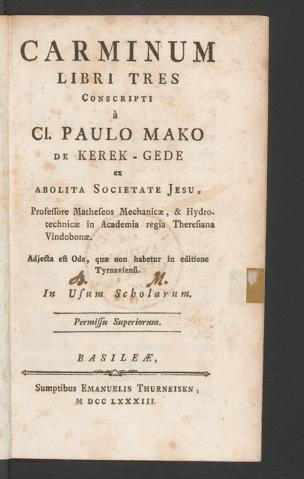 CARMINUM
LIBRI TRES
CONSCRIPTI
à
Cl. PAULO MAKO
DE KEREK-GEDE
ex
ABOLITA SOCIETATE JESU,
Professore Matheseos Mechanicæ, & Hydro-
technicæ in Academia regia Theresiana
Vindobonæ.
Adjecta est Ode, quæ non habetur in editione
Tyrnaviensi.
B. M.
In Usum Scholarum.
Permissu Superiorum.
BASILEÆ,
Sumptibus EMANUELIS THURNEISEN,
M DCC LXXXIII.